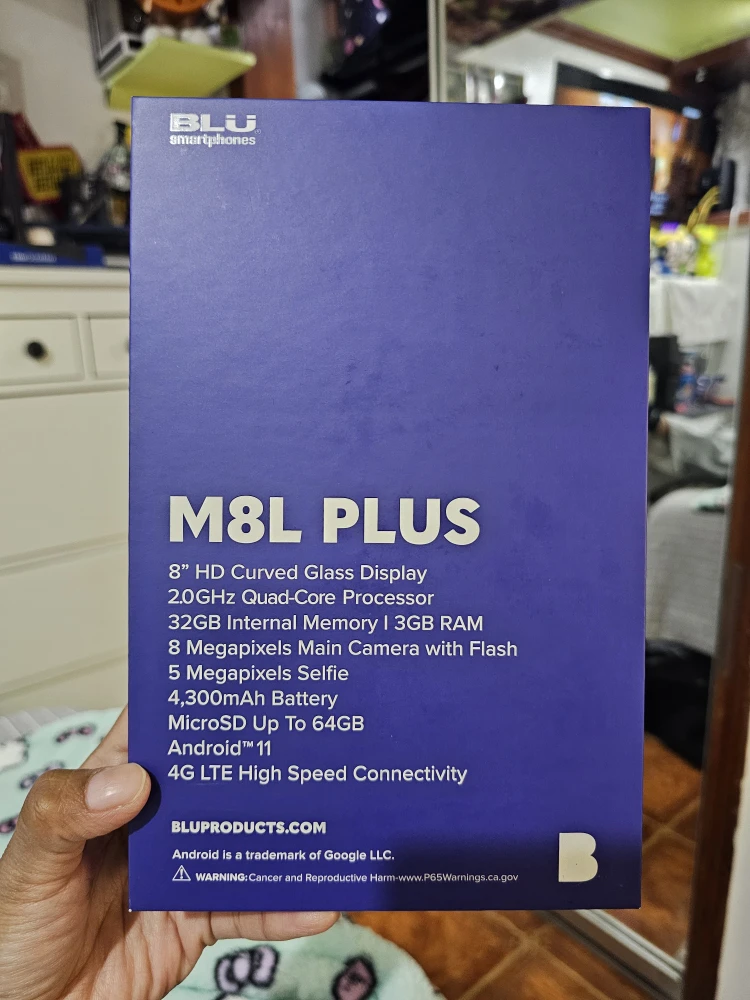 BLU
smartphones
M8L PLUS
8” HD Curved Glass Display
2.0GHz Quad-Core Processor
32GB Internal Memory | 3GB RAM
8 Megapixels Main Camera with Flash
5 Megapixels Selfie
4,300mAh Battery
MicroSD Up To 64GB
Android™ 11
4G LTE High Speed Connectivity
BLUPRODUCTS.COM
Android is a trademark of Google LLC.
WARNING: Cancer and Reproductive Harm-www.P65Warnings.ca.gov
B